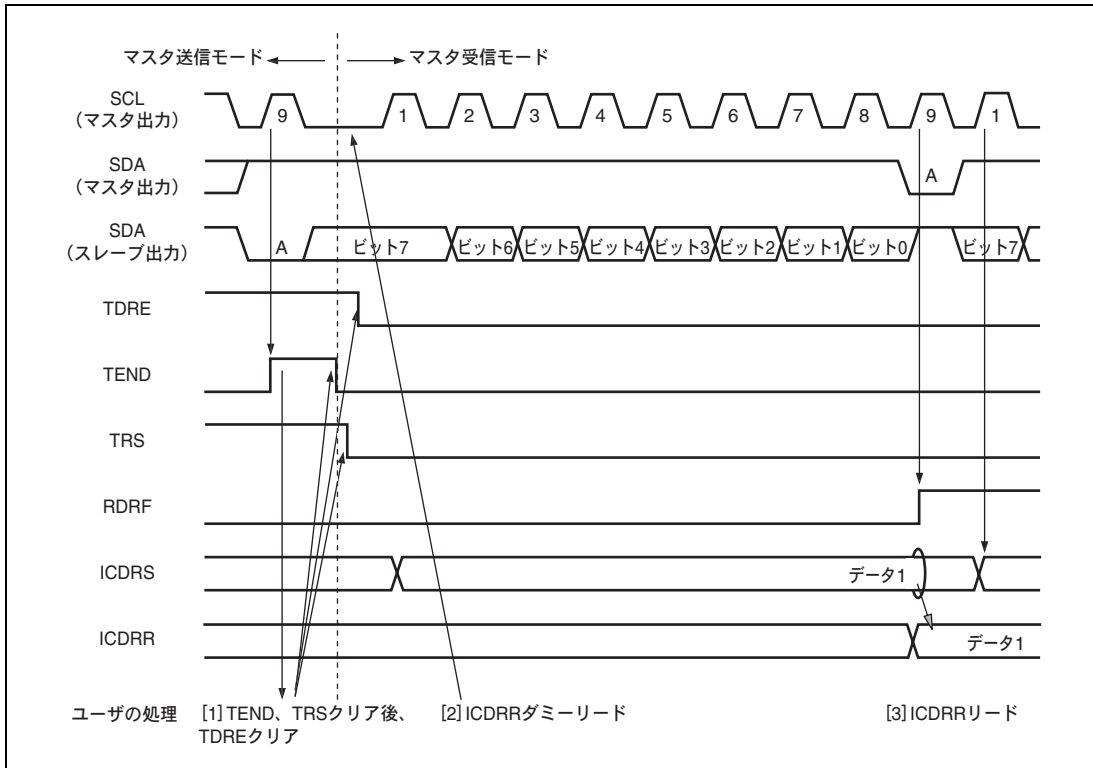 マスタ送信モード マスタ受信モード
SCL
（マスタ出力）
9 1 2 3 4 5 6 7 8 9 1
SDA
（マスタ出力）
A
SDA
（スレーブ出力）
A ビット7 ビット6 ビット5 ビット4 ビット3 ビット2 ビット1 ビット0 ビット7
TDRE
TEND
TRS
RDRF
ICDRS
データ1
ICDRR
データ1
ユーザの処理 [1] TEND、TRSクリア後、 [2] ICDRRダミーリード [3] ICDRRリード
TDREクリア